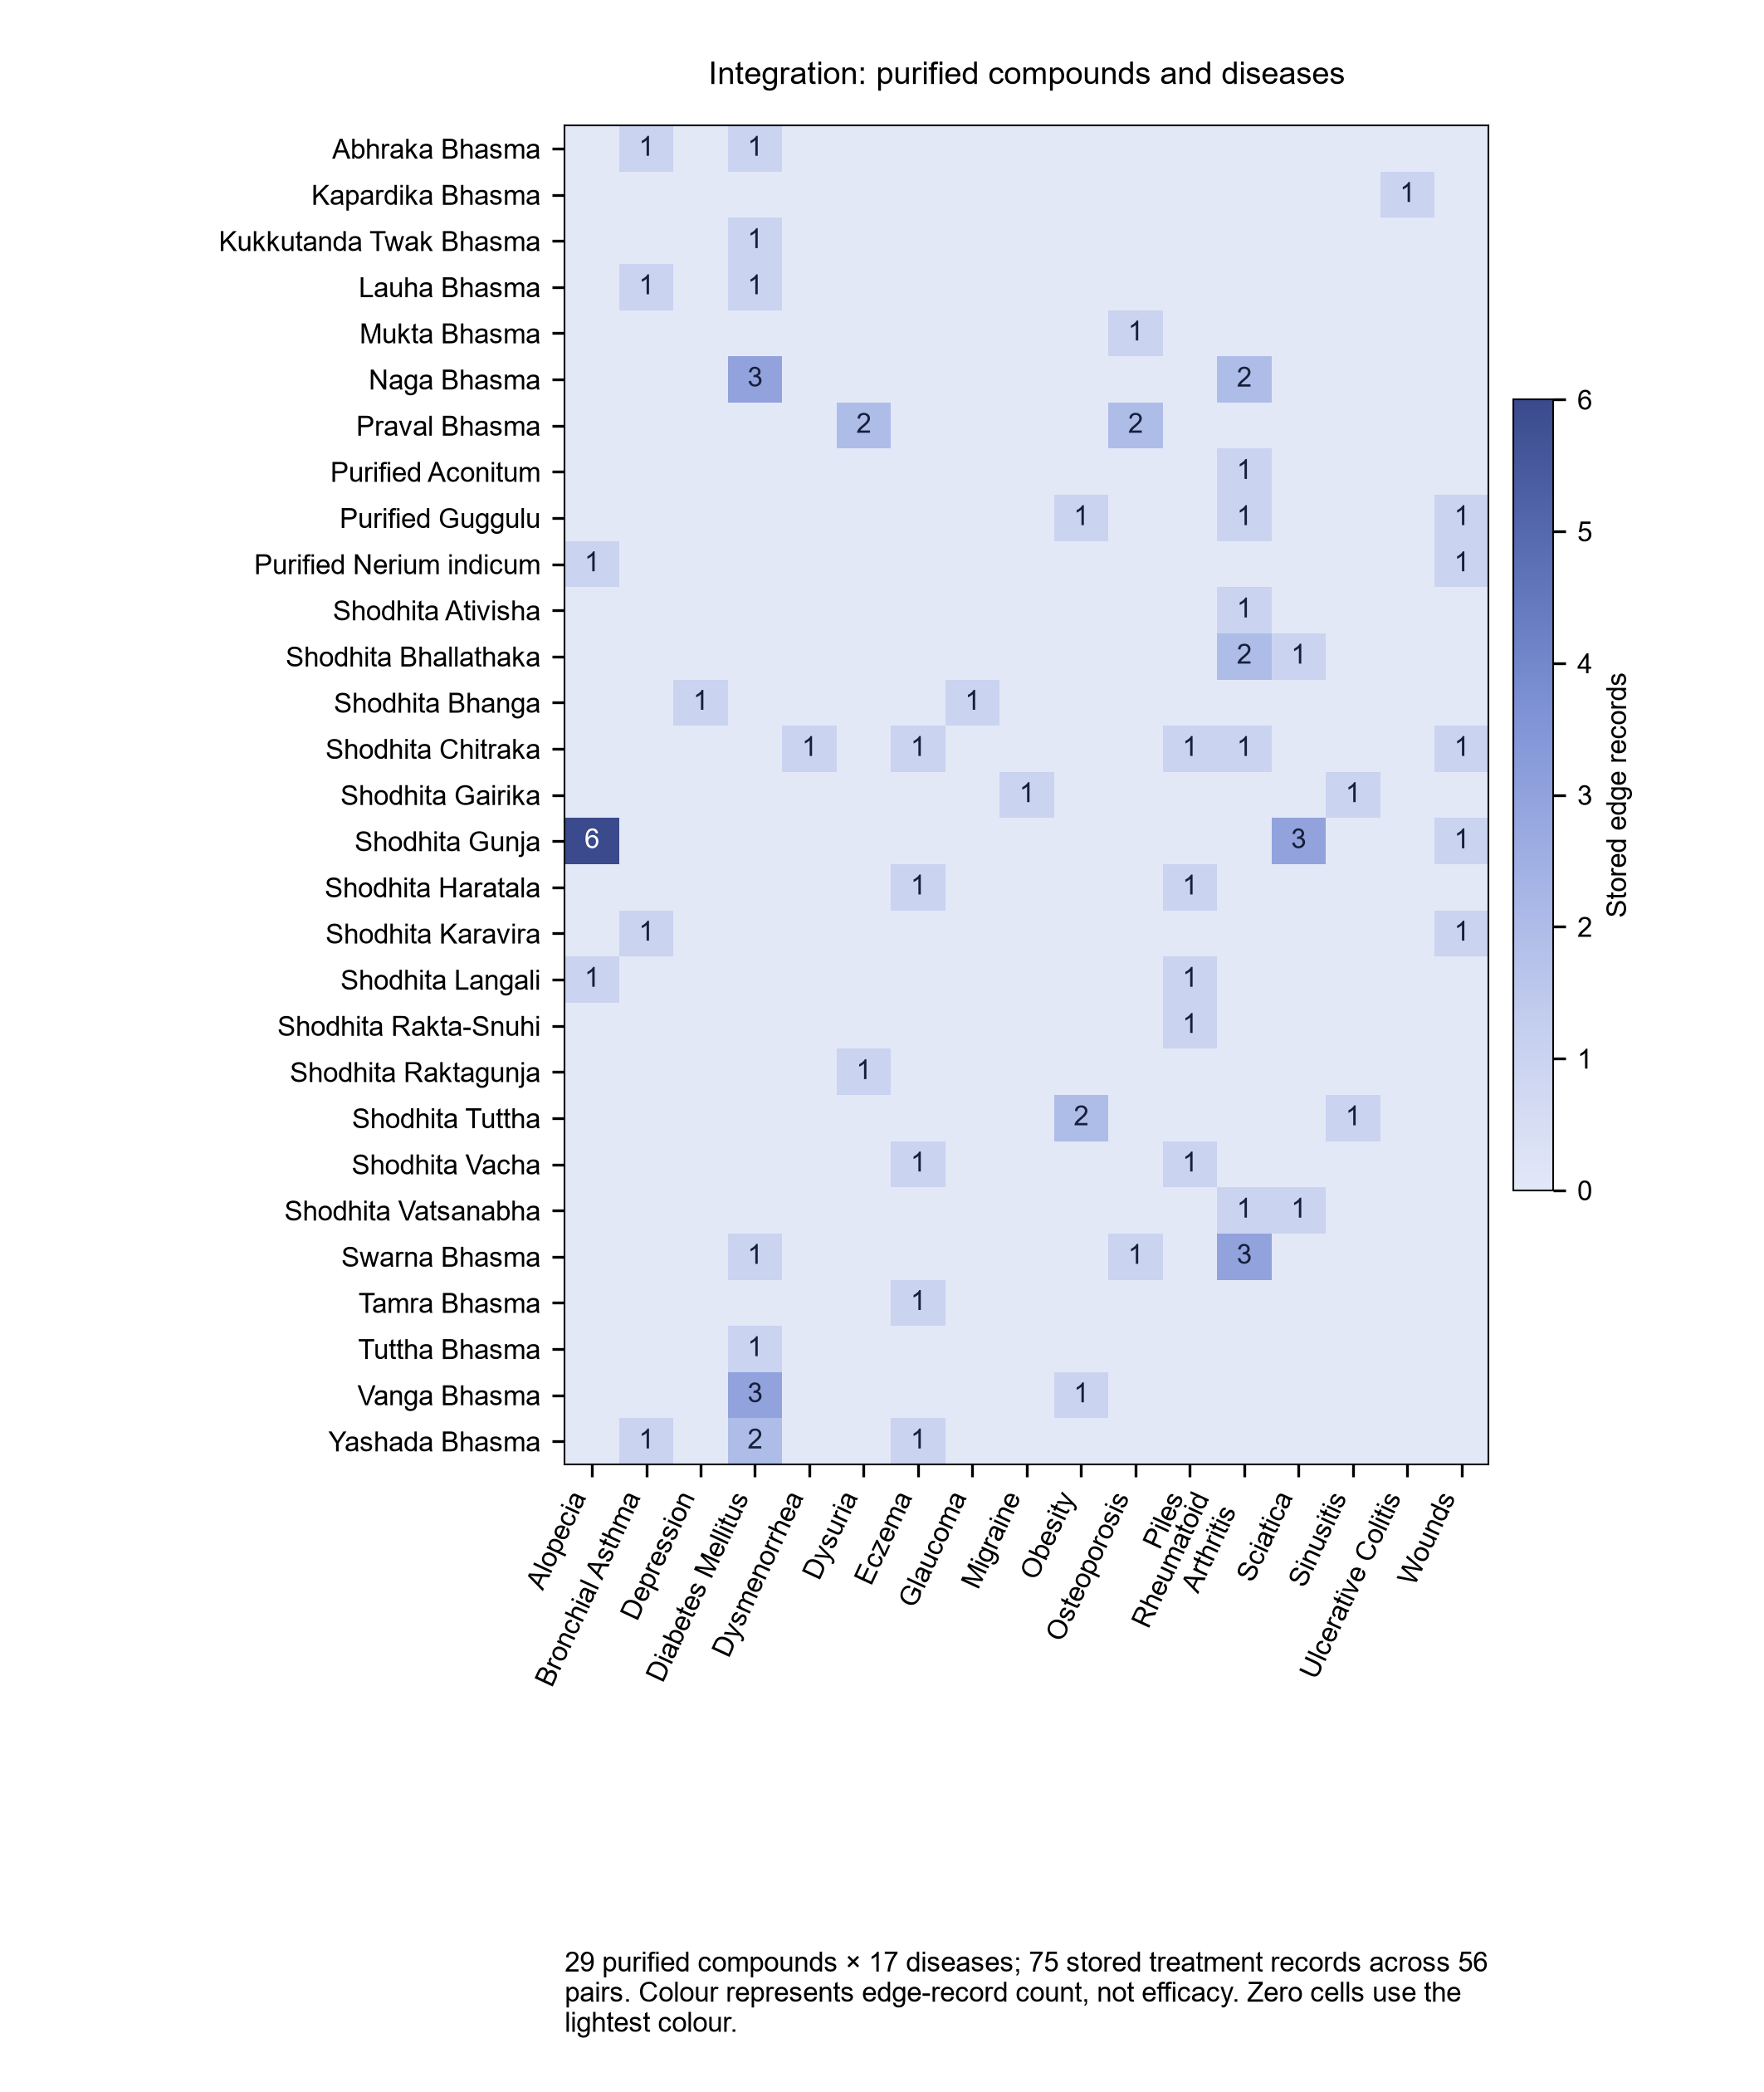 Integration: purified compounds and diseases
Abhraka Bhasma 1 1
Kapardika Bhasma 1
Kukkutanda Twak Bhasma 1
Lauha Bhasma 1 1
Mukta Bhasma 1
Naga Bhasma 3 2
Praval Bhasma 2 2
Purified Aconitum 1
Purified Guggulu 1 1 1
Purified Nerium indicum 1 1
Shodhita Ativisha 1
Shodhita Bhallathaka 2 1
Shodhita Bhanga 1 1
Shodhita Chitraka 1 1 1 1 1
Shodhita Gairika 1 1
Shodhita Gunja 6 3 1
Shodhita Haratala 1 1
Shodhita Karavira 1 1
Shodhita Langali 1 1
Shodhita Rakta-Snuhi 1
Shodhita Raktagunja 1
Shodhita Tuttha 2 1
Shodhita Vacha 1 1
Shodhita Vatsanabha 1 1
Swarna Bhasma 1 1 3
Tamra Bhasma 1
Tuttha Bhasma 1
Vanga Bhasma 3 1
Yashada Bhasma 1 2 1
Alopecia
Bronchial Asthma
Depression
Diabetes Mellitus
Dysmenorrhea
Dysuria
Eczema
Glaucoma
Migraine
Obesity
Osteoporosis
Piles
Rheumatoid
Arthritis
Sciatica
Sinusitis
Ulcerative Colitis
Wounds
6
5
4
3
2
1
0
Stored edge records
29 purified compounds × 17 diseases; 75 stored treatment records across 56
pairs. Colour represents edge-record count, not efficacy. Zero cells use the
lightest colour.